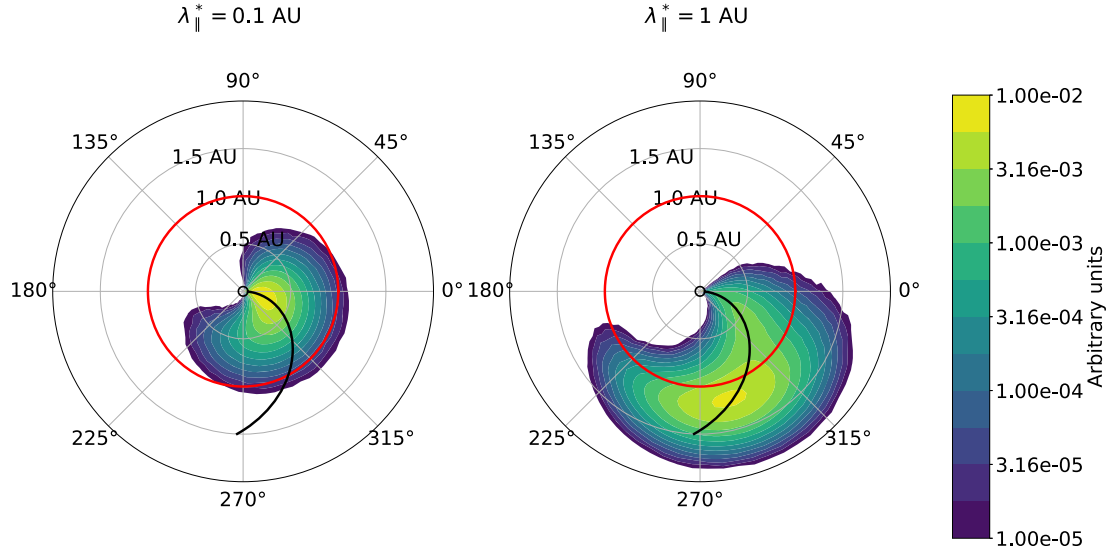 λ∥* = 0.1 AU
90°
135°
45°
1.5 AU
1.0 AU
0.5 AU
180°
0°
225°
315°
270°
λ∥* = 1 AU
90°
135°
45°
1.5 AU
1.0 AU
0.5 AU
180°
0°
225°
315°
270°
1.00e-02
3.16e-03
1.00e-03
3.16e-04
1.00e-04
3.16e-05
1.00e-05
Arbitrary units